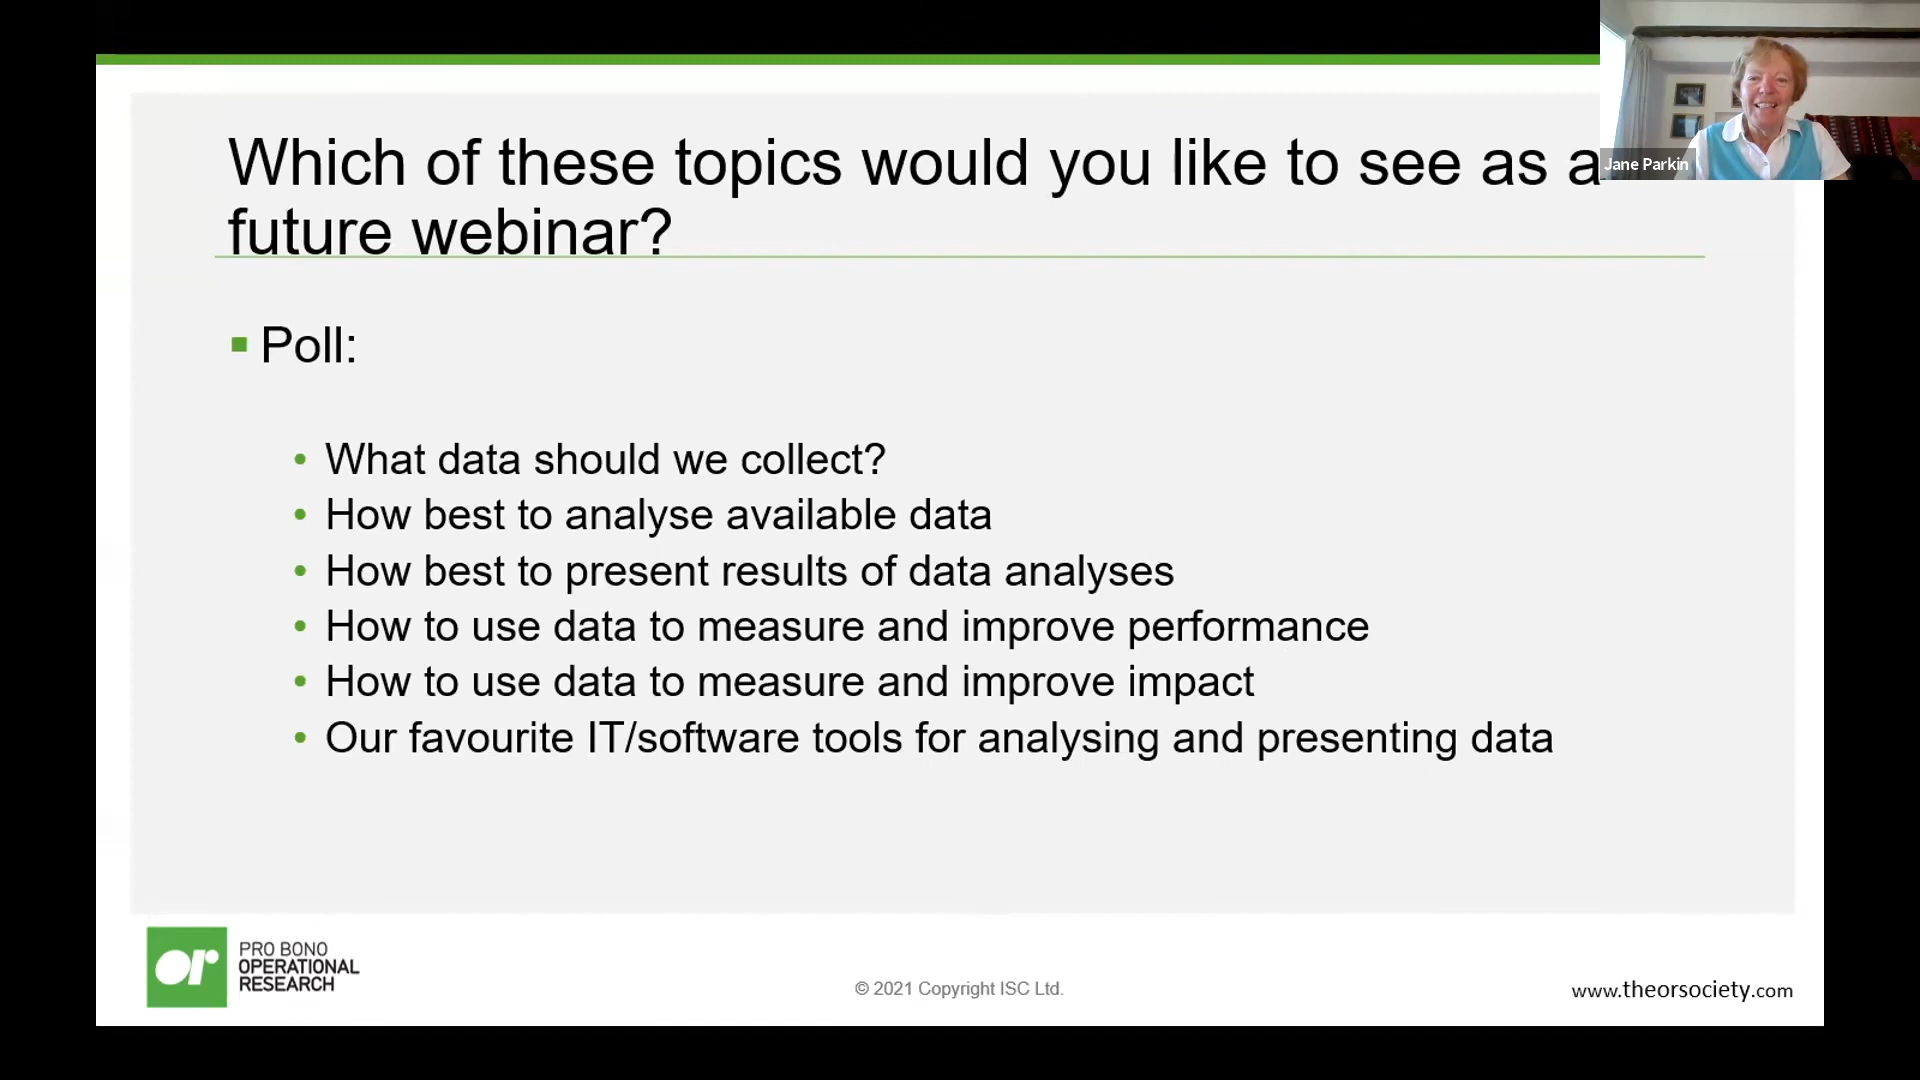 Which of these topics would you like to see as a
future webinar?
Jane Parkin
Poll:
What data should we collect?
How best to analyse available data
How best to present results of data analyses
How to use data to measure and improve performance
How to use data to measure and improve impact
Our favourite IT/software tools for analysing and presenting data
or
PRO BONO
OPERATIONAL
RESEARCH
© 2021 Copyright ISC Ltd.
www.theorsociety.com